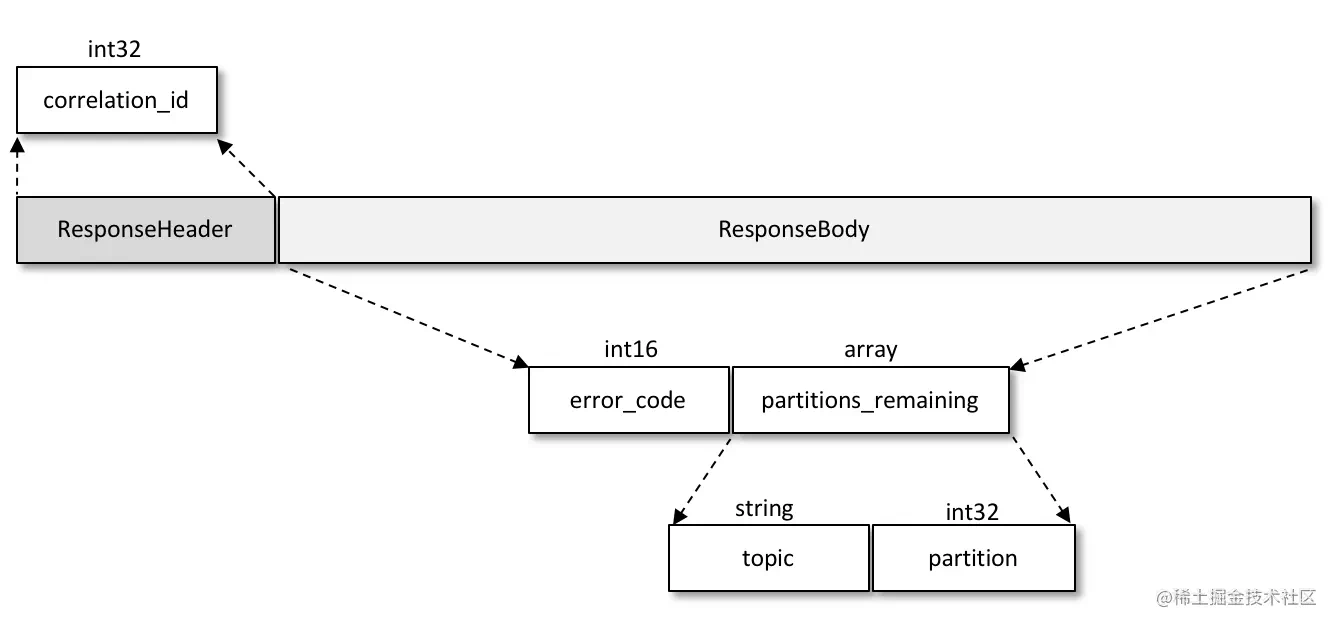 int32
correlation_id
ResponseHeader
ResponseBody
int16
array
error_code
partitions_remaining
string
int32
topic
partition
@稀土掘金技术社区